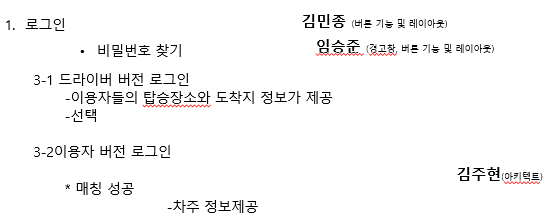 1. 로그인 김민종 (버튼 기능 및 레이아웃)
• 비밀번호 찾기 임승준 (경고창, 버튼 기능 및 레이아웃)
3-1 드라이버 버전 로그인
-이용자들의 탑승장소와 도착지 정보가 제공
-선택
3-2이용자 버전 로그인
김주현(아키텍트)
* 매칭 성공
-차주 정보제공